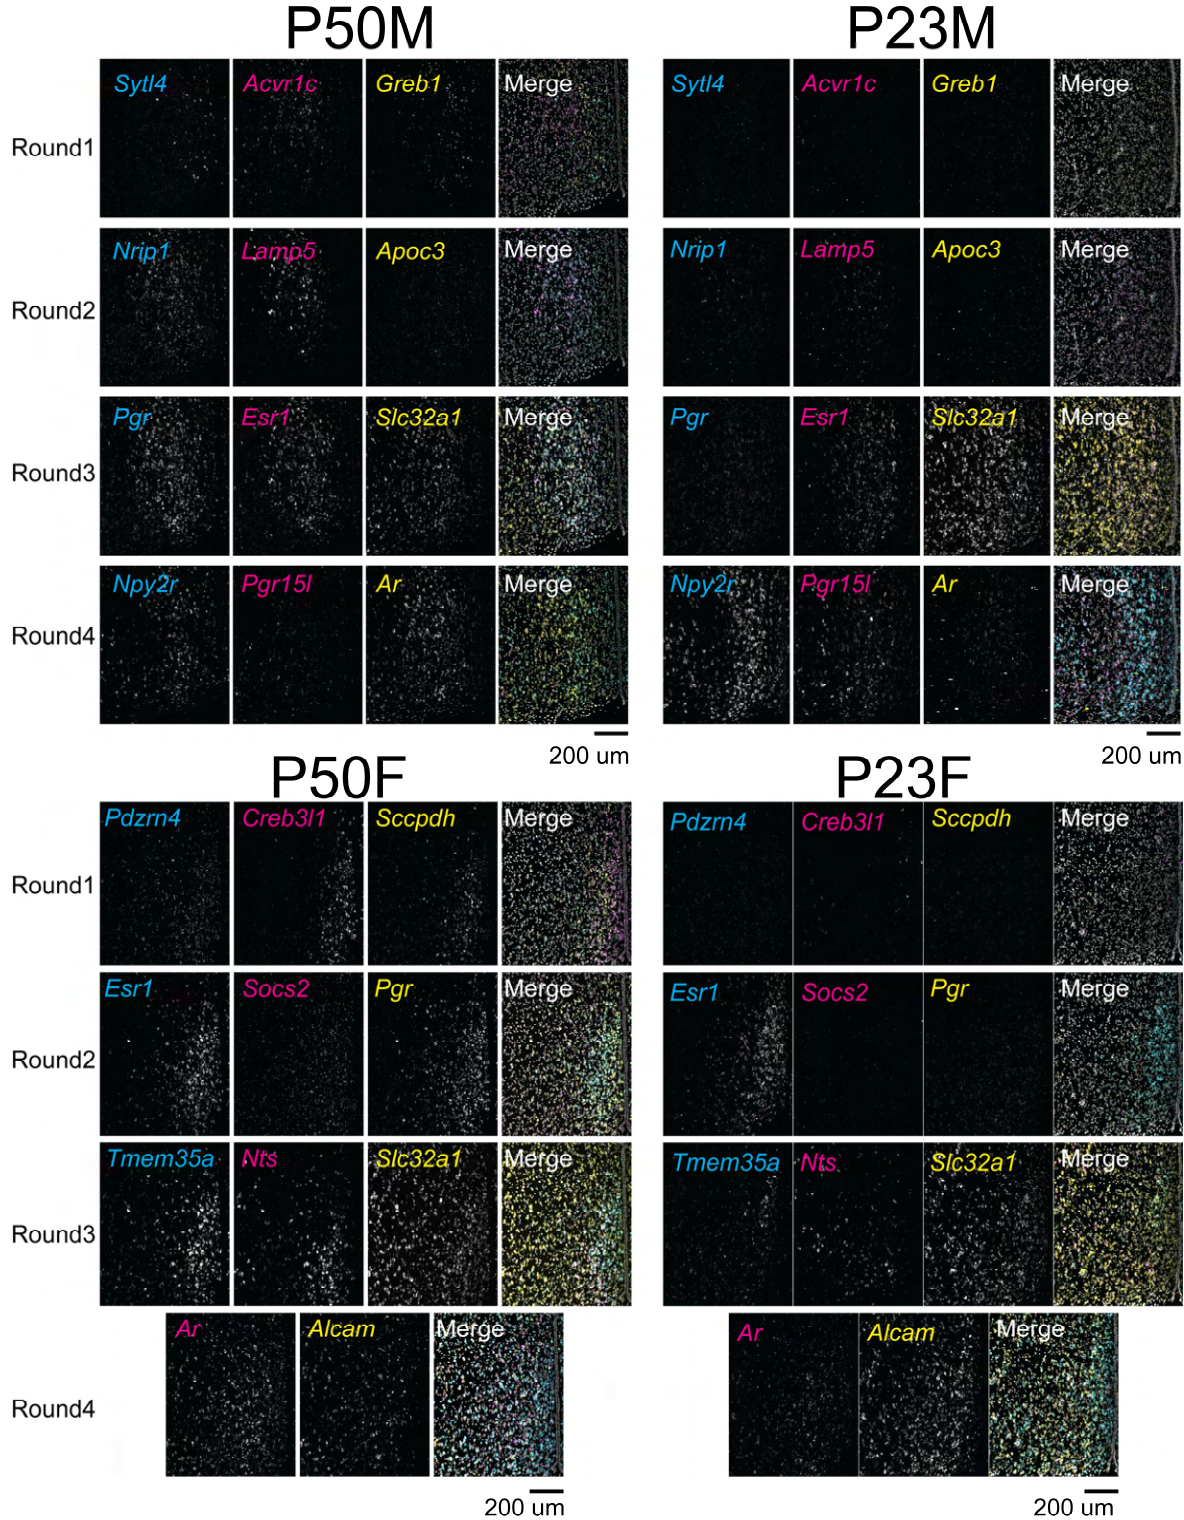 P50M P23M
Sytl4 Acvr1c Greb1 Merge Sytl4 Acvr1c Greb1 Merge
Round1
Nrip1 Lamp5 Apoc3 Merge Nrip1 Lamp5 Apoc3 Merge
Round2
Pgr Esr1 Slc32a1 Merge Pgr Esr1 Slc32a1 Merge
Round3
Npy2r Pgr15l Ar Merge Npy2r Pgr15l Ar Merge
Round4
200 um 200 um
P50F P23F
Pdzrn4 Creb3l1 Sccpdh Merge Pdzrn4 Creb3l1 Sccpdh Merge
Round1
Esr1 Socs2 Pgr Merge Esr1 Socs2 Pgr Merge
Round2
Tmem35a Nts Slc32a1 Merge Tmem35a Nts Slc32a1 Merge
Round3
Ar Alcam Merge Ar Alcam Merge
Round4
200 um 200 um